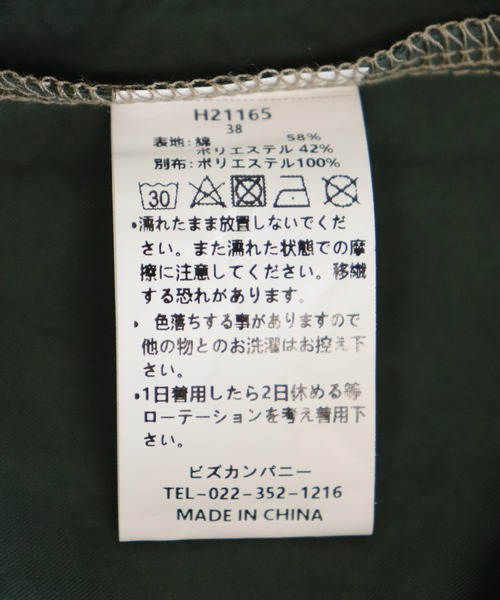 H21165
38
表地: 綿 58%
ポリエステル 42%
別布: ポリエステル100%
30
•濡れたまま放置しないでくだ
さい。また濡れた状態での摩
擦に注意してください。移繊
する恐れがあります。
• 色落ちする事がありますので
他の物とのお洗濯はお控え下
さい。
•1日着用したら2日休める等
ローテーションを考え着用下
さい。
ビズカンパニー
TEL-022-352-1216
MADE IN CHINA